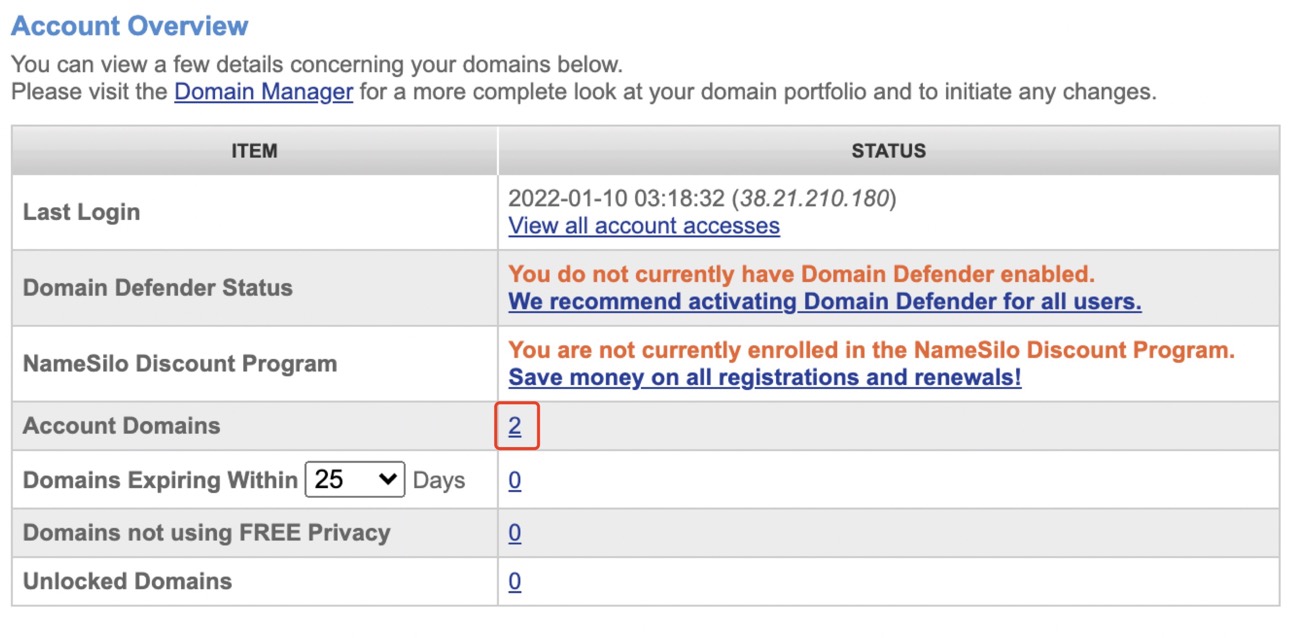 Account Overview
You can view a few details concerning your domains below.
Please visit the Domain Manager for a more complete look at your domain portfolio and to initiate any changes.
ITEM STATUS
Last Login
2022-01-10 03:18:32 (38.21.210.180)
View all account accesses
Domain Defender Status
You do not currently have Domain Defender enabled.
We recommend activating Domain Defender for all users.
NameSilo Discount Program
You are not currently enrolled in the NameSilo Discount Program.
Save money on all registrations and renewals!
Account Domains 2
Domains Expiring Within 25 Days 0
Domains not using FREE Privacy 0
Unlocked Domains 0